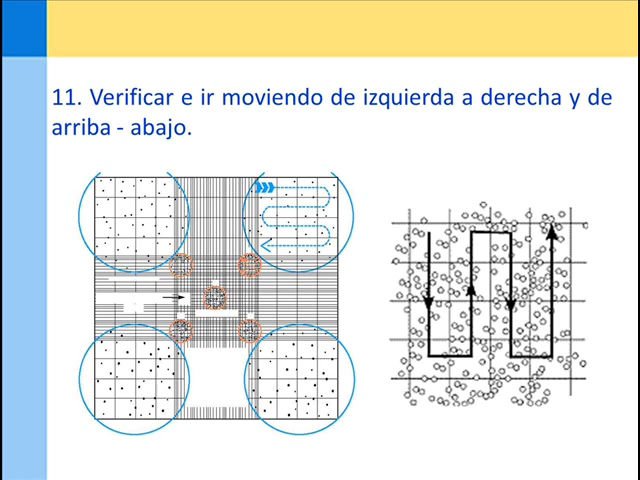 11. Verificar e ir moviendo de izquierda a derecha y de
arriba - abajo.